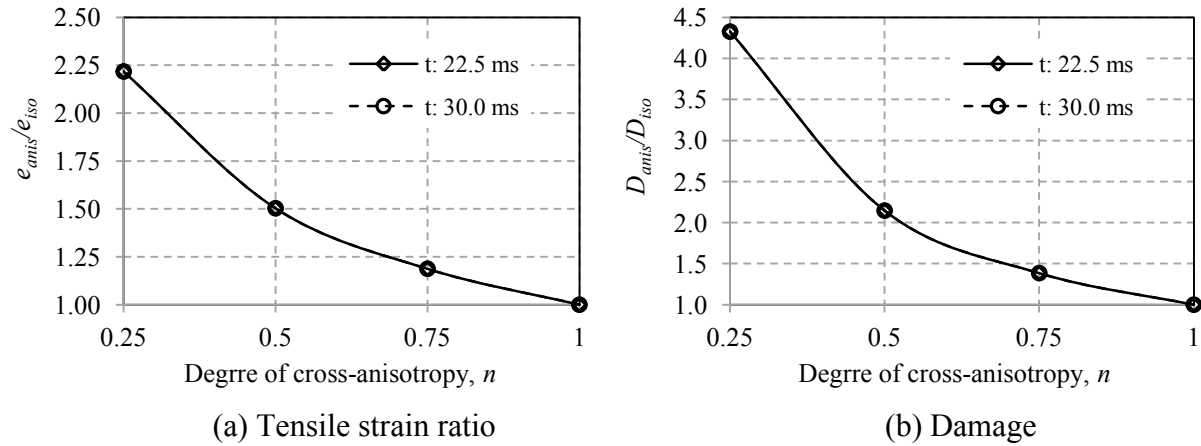 2.50
2.25
2.00
1.75
1.50
1.25
1.00
e_anis/e_iso
t: 22.5 ms
t: 30.0 ms
0.25 0.5 0.75 1
Degrre of cross-anisotropy, n
(a) Tensile strain ratio
4.5
4.0
3.5
3.0
2.5
2.0
1.5
1.0
D_anis/D_iso
t: 22.5 ms
t: 30.0 ms
0.25 0.5 0.75 1
Degrre of cross-anisotropy, n
(b) Damage